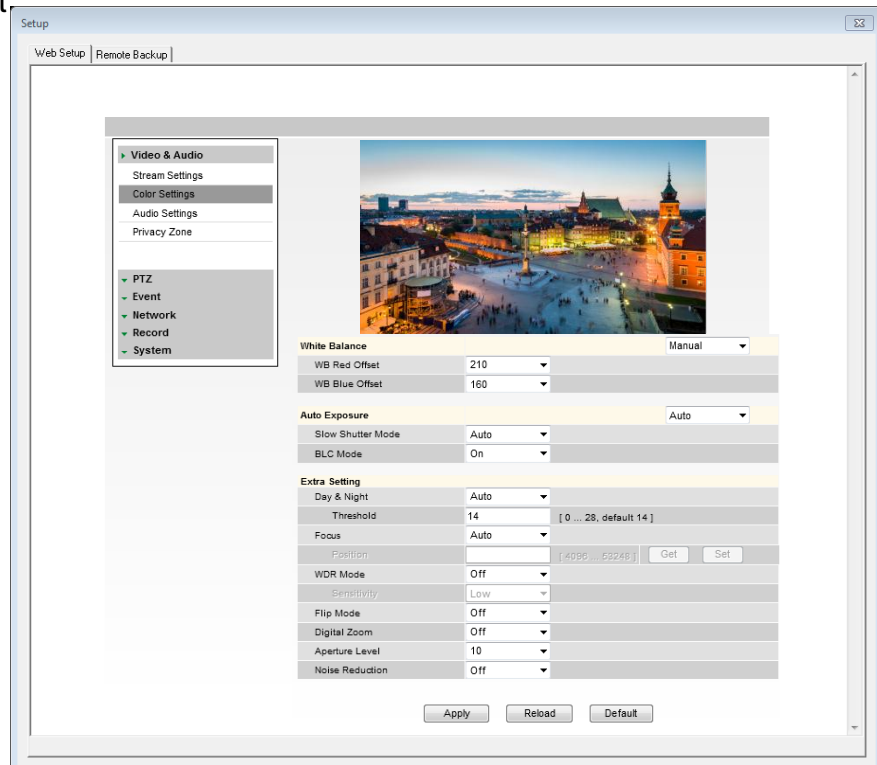 Setup
Web Setup Remote Backup
Video & Audio
Stream Settings
Color Settings
Audio Settings
Privacy Zone
PTZ
Event
Network
Record
System
White Balance Manual
WB Red Offset 210
WB Blue Offset 160
Auto Exposure Auto
Slow Shutter Mode Auto
BLC Mode On
Extra Setting
Day & Night Auto
Threshold 14 [ 0 ... 28, default 14 ]
Focus Auto
Position [ 4096 ... 53248 ] Get Set
WDR Mode Off
Sensitivity Low
Flip Mode Off
Digital Zoom Off
Aperture Level 10
Noise Reduction Off
Apply Reload Default